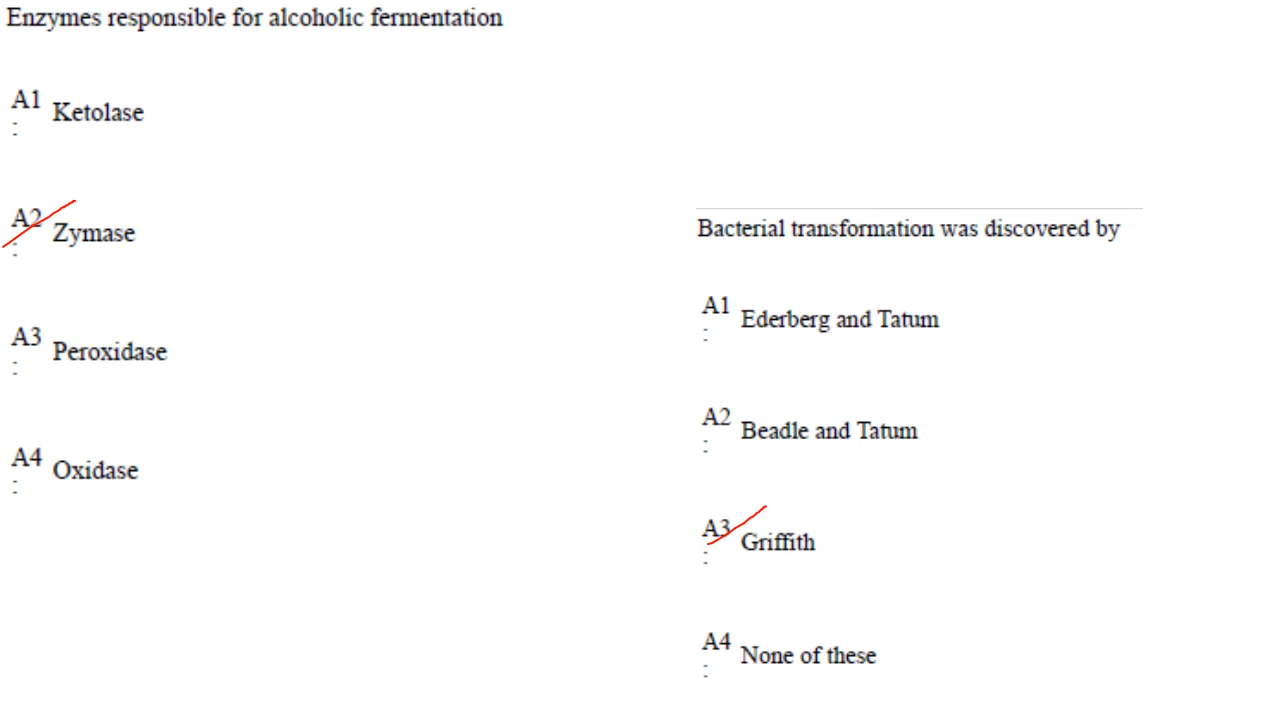 Enzymes responsible for alcoholic fermentation
A1
: Ketolase
A2
: Zymase
A3
: Peroxidase
A4
: Oxidase
Bacterial transformation was discovered by
A1
: Ederberg and Tatum
A2
: Beadle and Tatum
A3
: Griffith
A4
: None of these